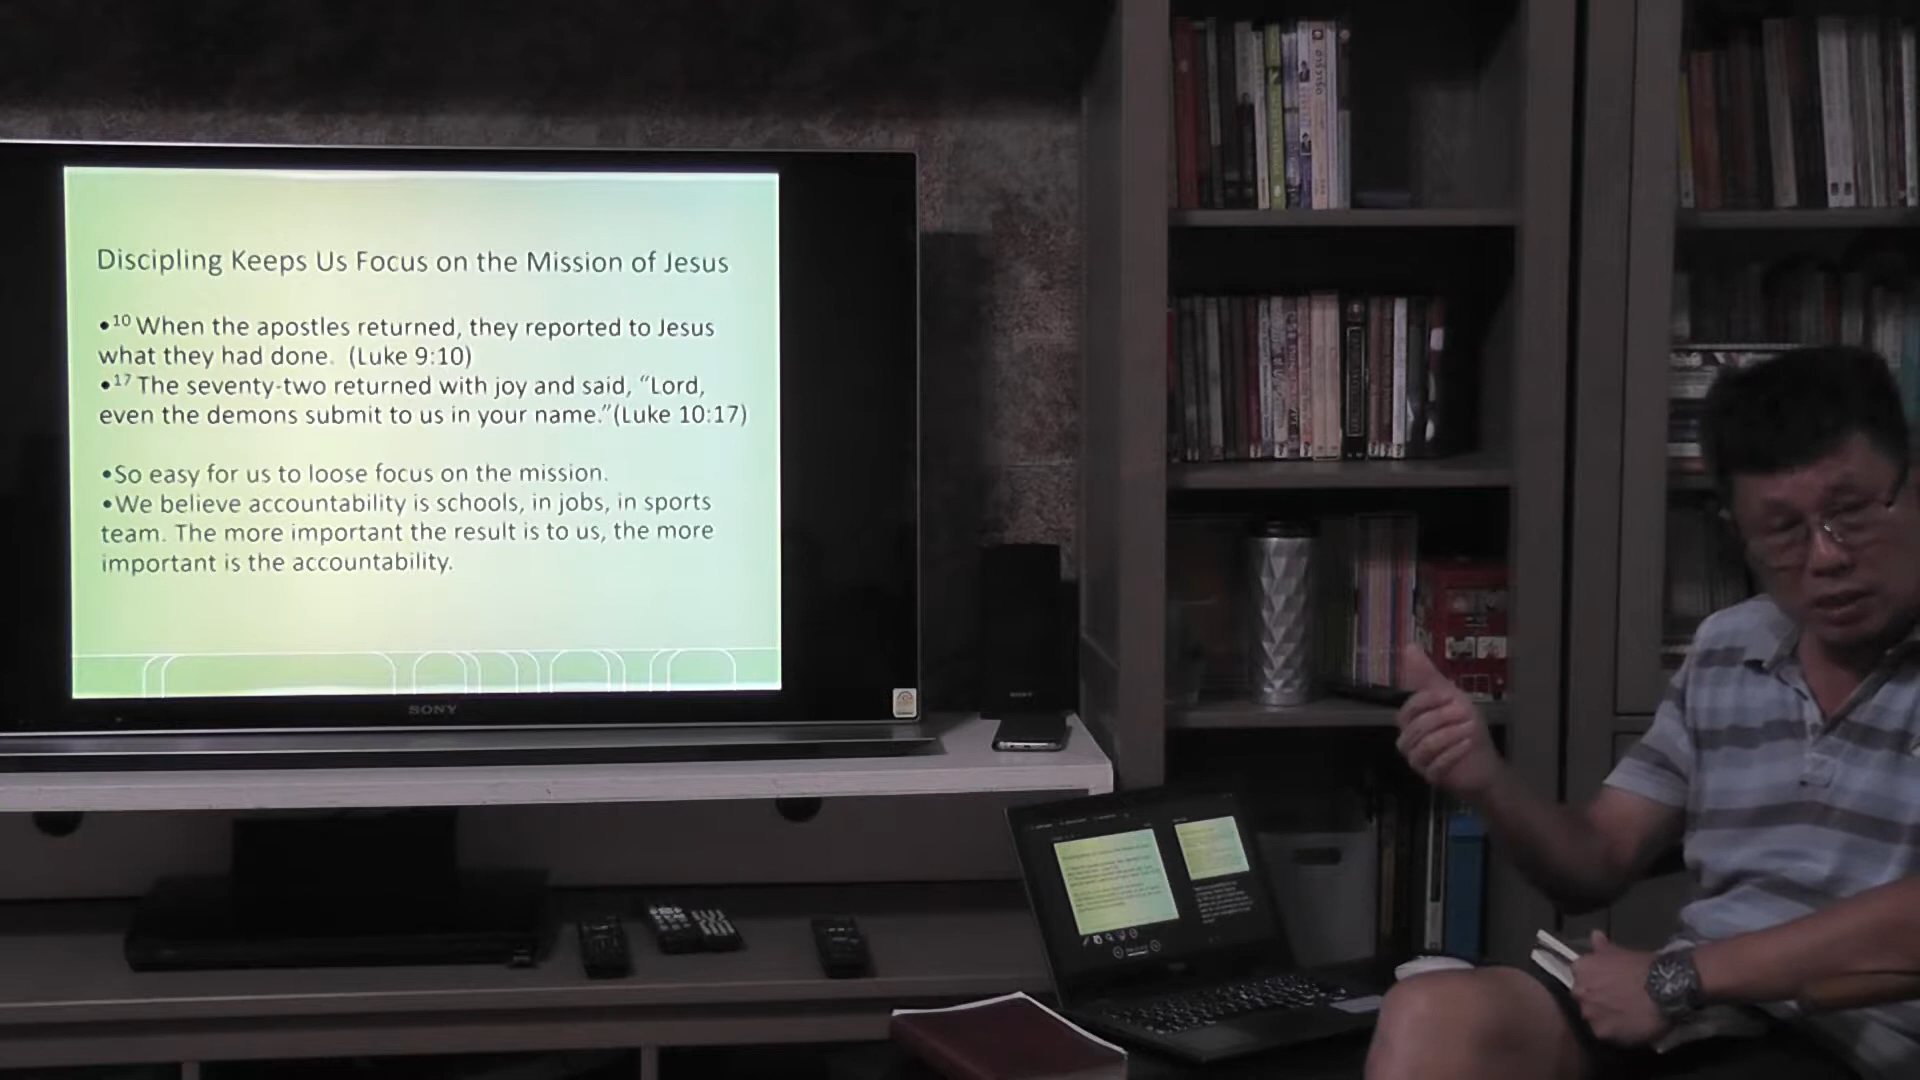 Discipling Keeps Us Focus on the Mission of Jesus
•10 When the apostles returned, they reported to Jesus
what they had done. (Luke 9:10)
•17 The seventy-two returned with joy and said, “Lord,
even the demons submit to us in your name.”(Luke 10:17)
•So easy for us to loose focus on the mission.
•We believe accountability is schools, in jobs, in sports
team. The more important the result is to us, the more
important is the accountability.
SONY